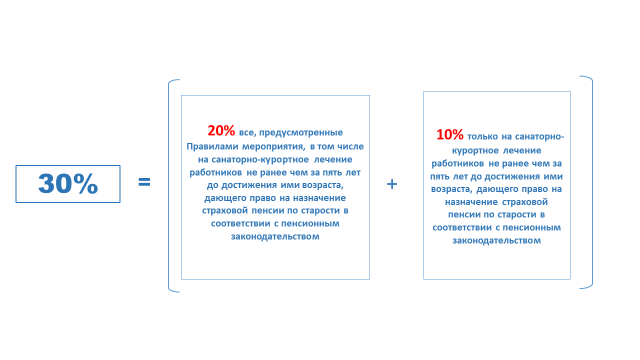 30%
=
20% все, предусмотренные
Правилами мероприятия, в том числе
на санаторно-курортное лечение
работников не ранее чем за пять лет
до достижения ими возраста,
дающего право на назначение
страховой пенсии по старости в
соответствии с пенсионным
законодательством
+
10% только на санаторно-
курортное лечение
работников не ранее чем за
пять лет до достижения ими
возраста, дающего право на
назначение страховой
пенсии по старости в
соответствии с пенсионным
законодательством